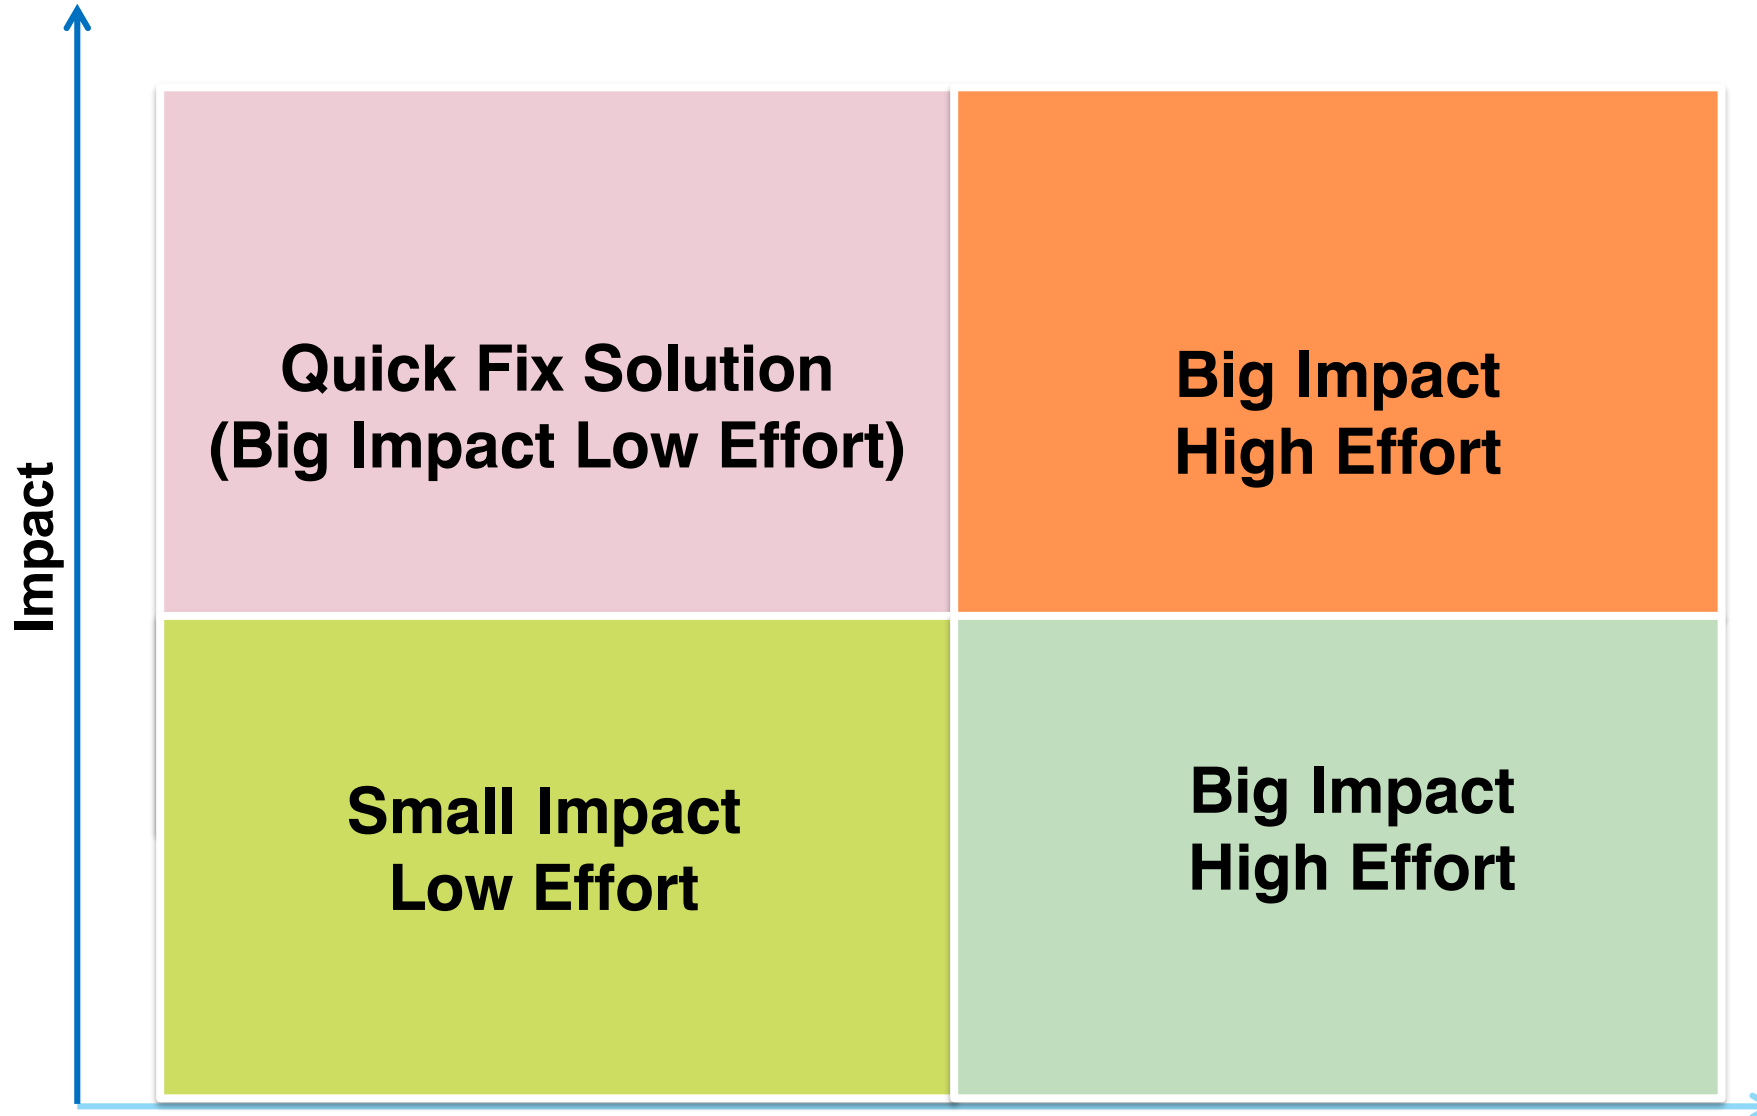 Quick Fix Solution
(Big Impact Low Effort)
Big Impact
High Effort
Impact
Small Impact
Low Effort
Big Impact
High Effort